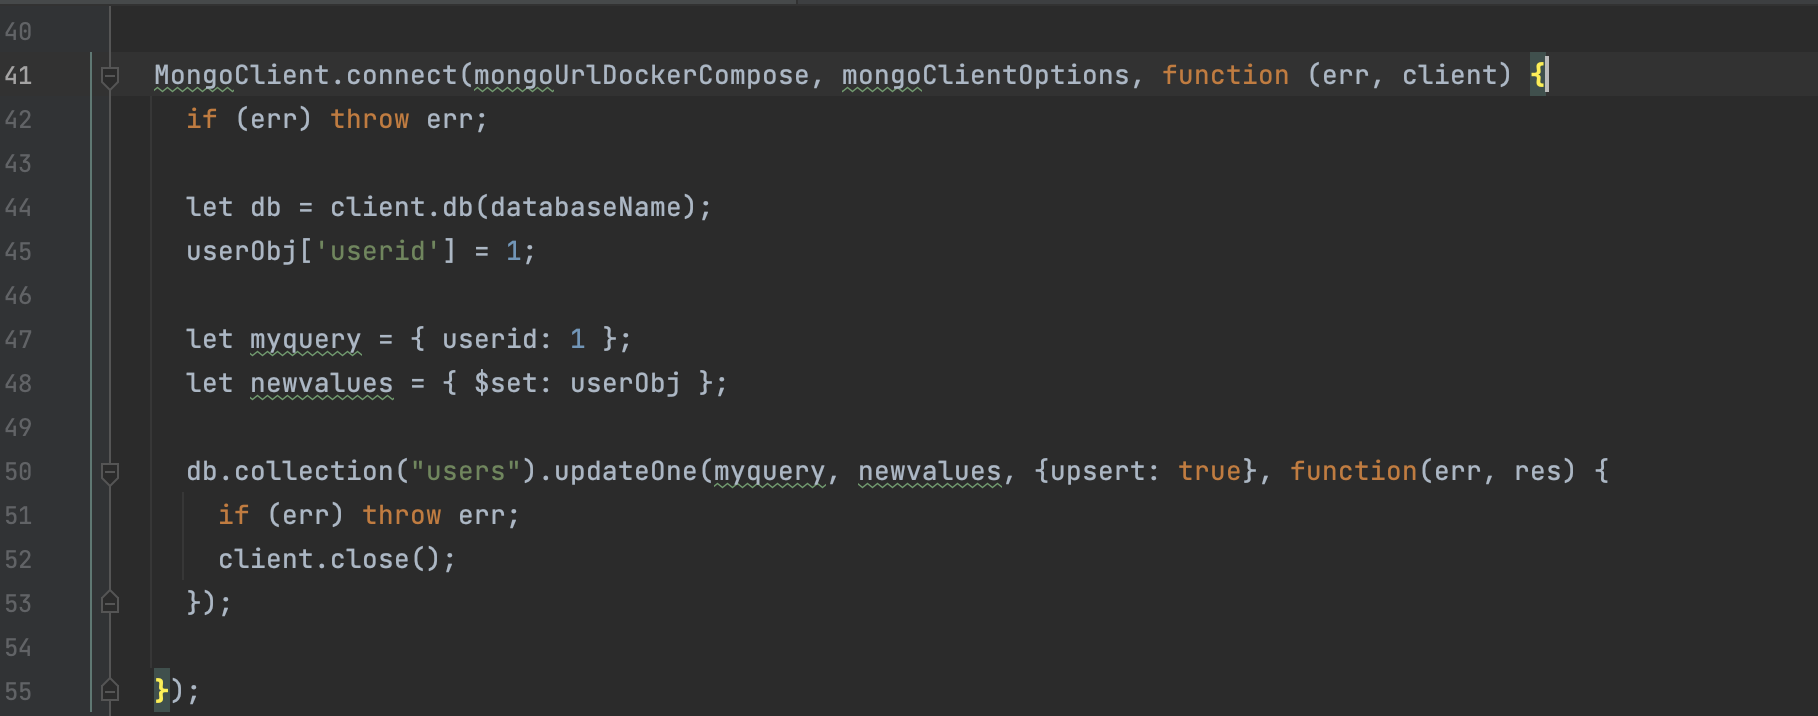 40
41 MongoClient.connect(mongoUrlDockerCompose, mongoClientOptions, function (err, client) {
42 if (err) throw err;
43
44 let db = client.db(databaseName);
45 userObj['userid'] = 1;
46
47 let myquery = { userid: 1 };
48 let newvalues = { $set: userObj };
49
50 db.collection("users").updateOne(myquery, newvalues, {upsert: true}, function(err, res) {
51 if (err) throw err;
52 client.close();
53 });
54
55 });